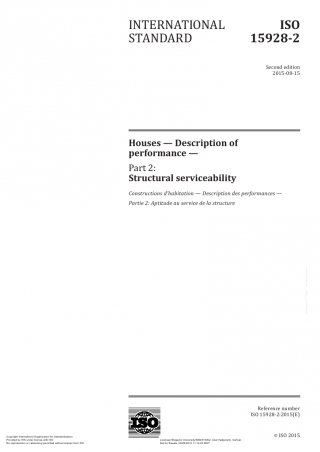 INTERNATIONAL
STANDARD
ISO
15928-2
Second edition
2015-08-15
Houses — Description of
performance —
Part 2:
Structural serviceability
Constructions d'habitation — Description des performances —
Partie 2: Aptitude au service de la structure
Reference number
ISO 15928-2:2015(E)
ISO
© ISO 2015